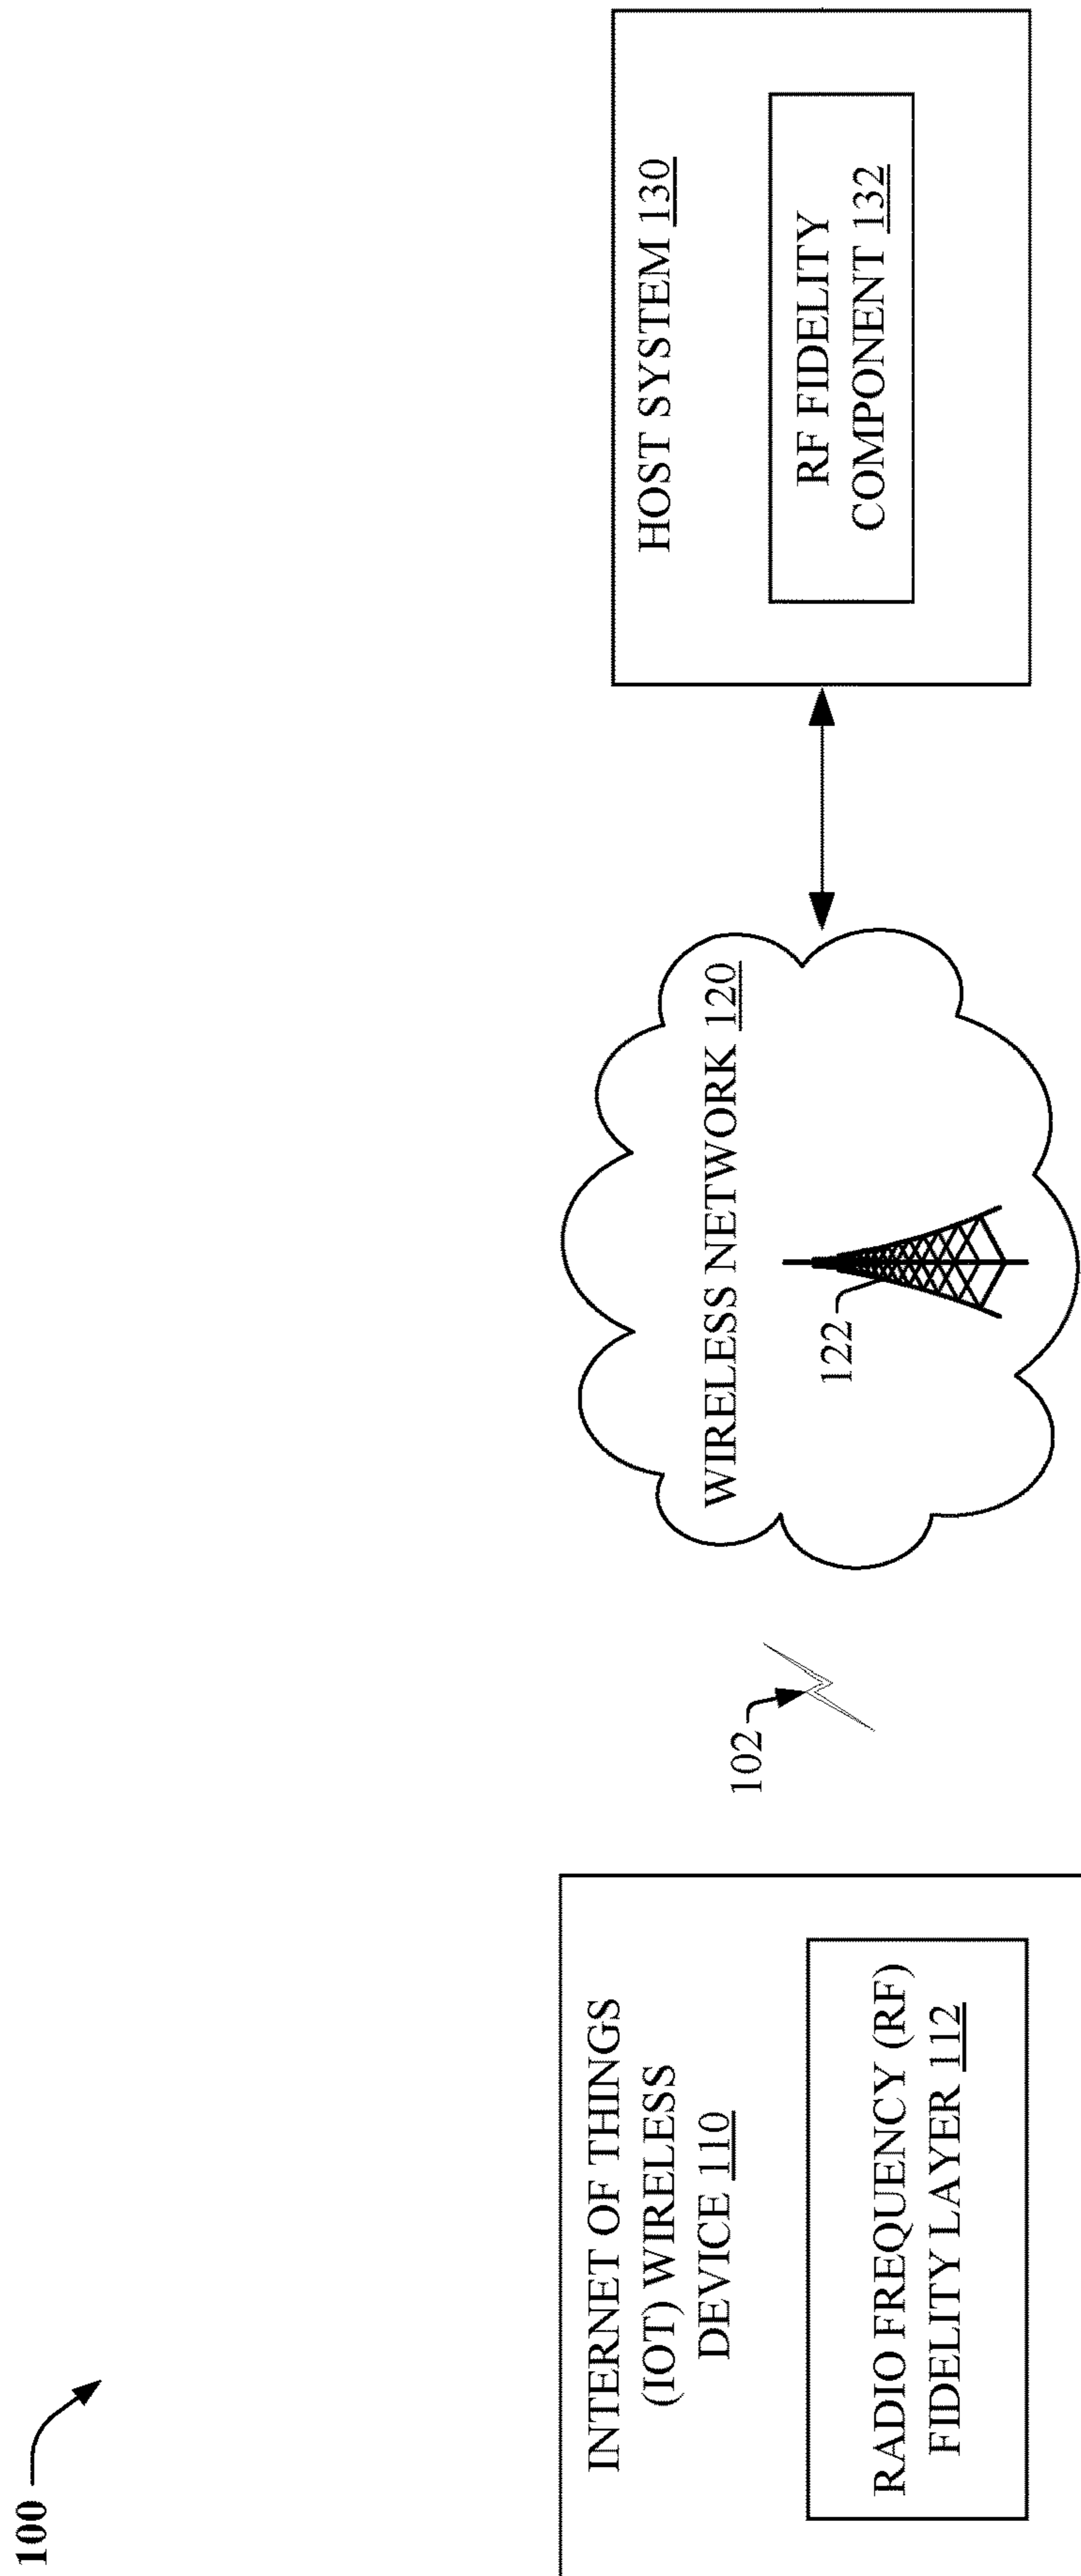 100
INTERNET OF THINGS
(IOT) WIRELESS
DEVICE 110
RADIO FREQUENCY (RF)
FIDELITY LAYER 112
102
WIRELESS NETWORK 120
122
HOST SYSTEM 130
RF FIDELITY
COMPONENT 132